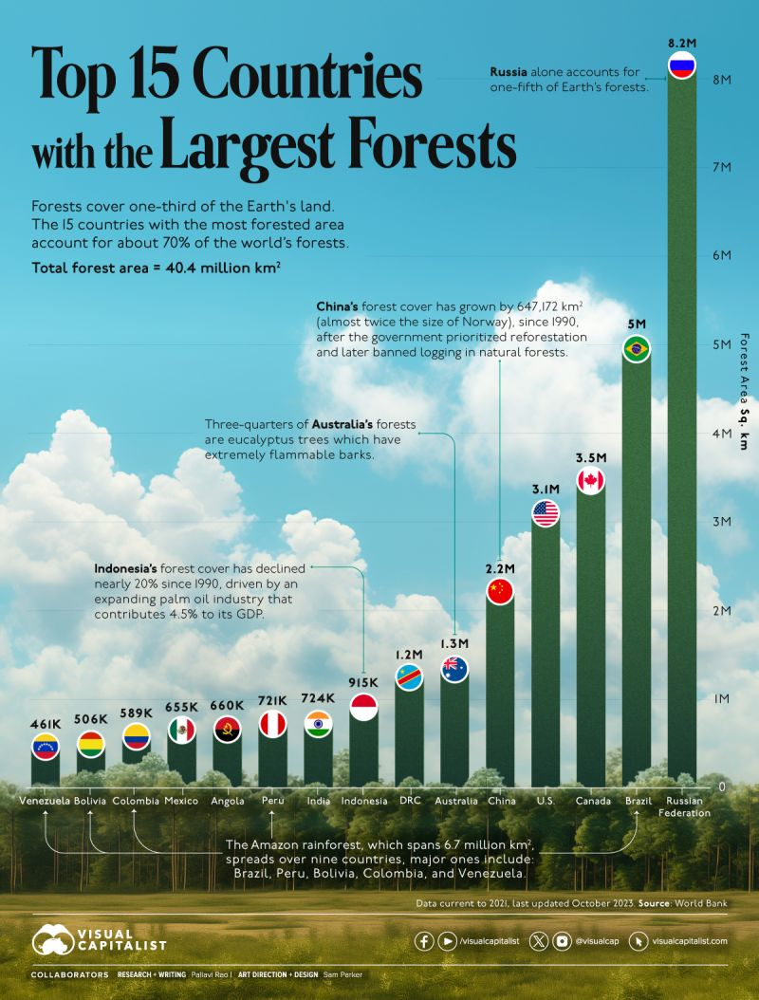 Top 15 Countries
with the Largest Forests
Forests cover one-third of the Earth's land.
The 15 countries with the most forested area
account for about 70% of the world's forests.
Total forest area = 40.4 million km²
Russia alone accounts for
one-fifth of Earth's forests.
8.2M
8M
7M
6M
5M
4M
3M
2M
1M
0
Forest Area Sq. km
China's forest cover has grown by 647,172 km²
(almost twice the size of Norway), since 1990,
after the government prioritized reforestation
and later banned logging in natural forests.
Three-quarters of Australia's forests
are eucalyptus trees which have
extremely flammable barks.
Indonesia's forest cover has declined
nearly 20% since 1990, driven by an
expanding palm oil industry that
contributes 4.5% to its GDP.
461K
506K
589K
655K
660K
721K
724K
915K
1.2M
1.3M
2.2M
3.1M
3.5M
5M
Venezuela
Bolivia
Colombia
Mexico
Angola
Peru
India
Indonesia
DRC
Australia
China
U.S.
Canada
Brazil
Russian
Federation
The Amazon rainforest, which spans 6.7 million km²,
spreads over nine countries, major ones include:
Brazil, Peru, Bolivia, Colombia, and Venezuela.
Data current to 2021, last updated October 2023. Source: World Bank
VISUAL
CAPITALIST
/visualcapitalist
@visualcap
visualcapitalist.com
COLLABORATORS RESEARCH + WRITING Pallavi Rao | ART DIRECTION + DESIGN Sam Parker